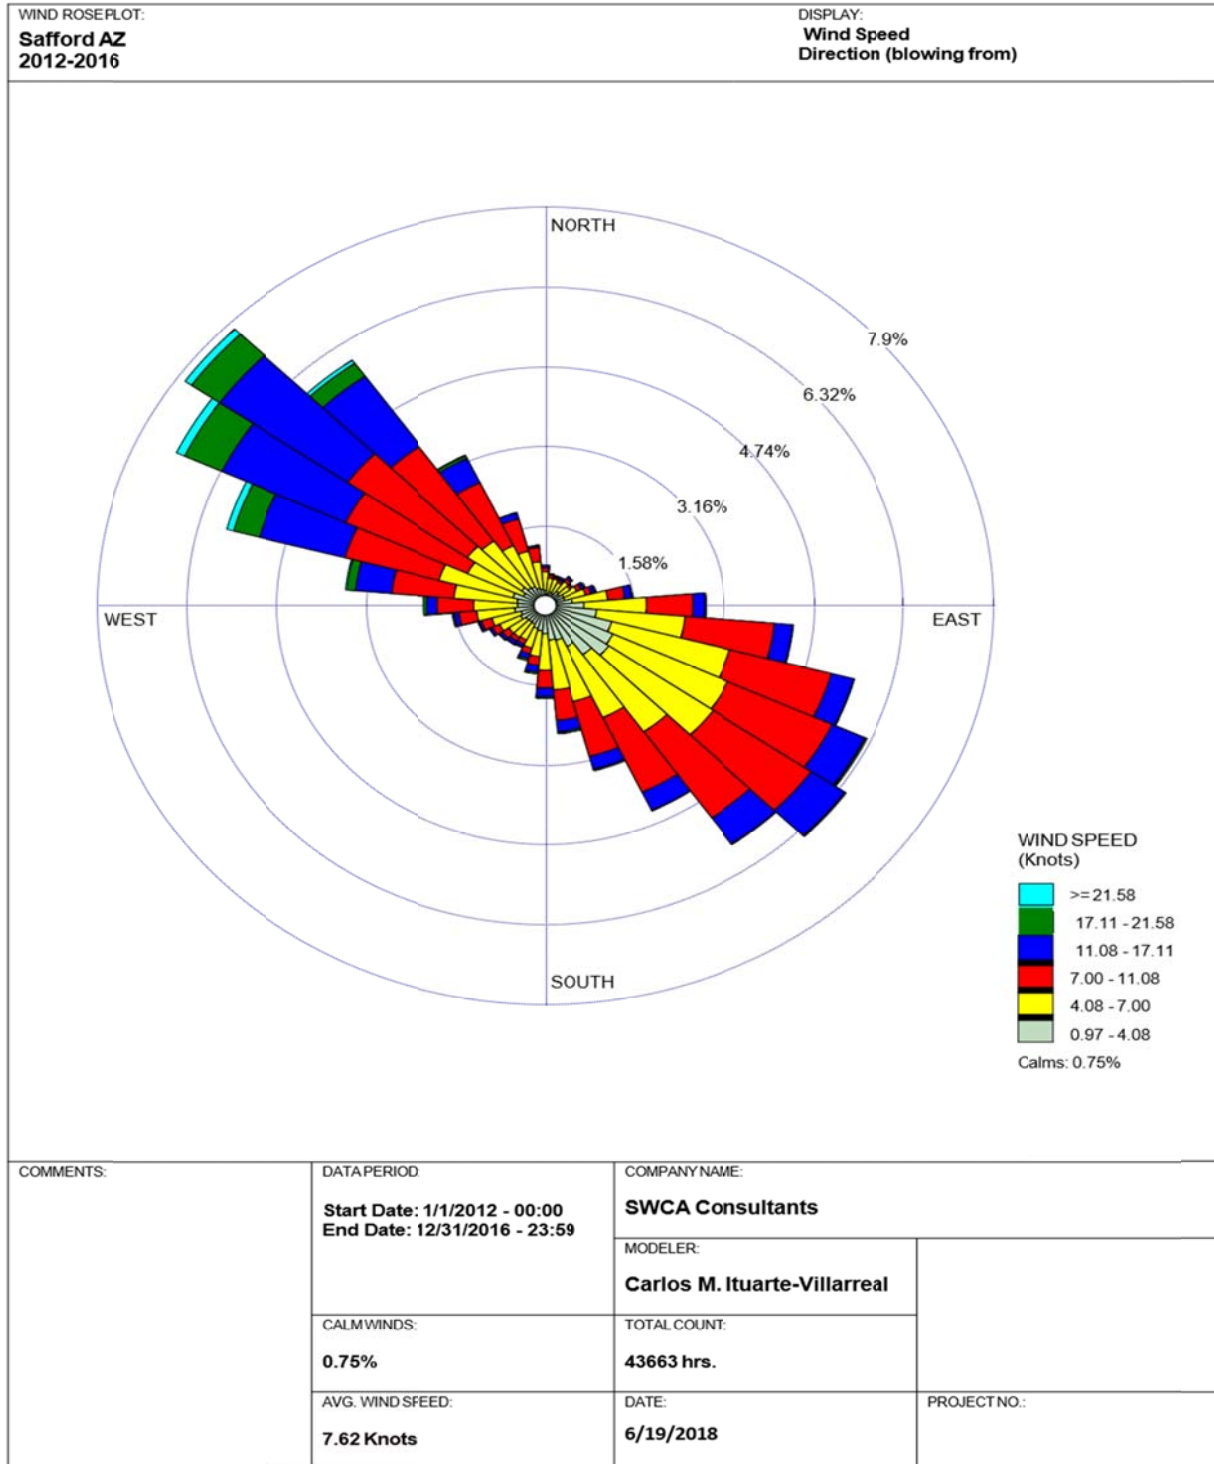 WIND ROSE PLOT:
Safford AZ
2012-2016
DISPLAY:
Wind Speed
Direction (blowing from)
NORTH
7.9%
6.32%
4.74%
3.16%
1.58%
WEST
EAST
SOUTH
WIND SPEED
(Knots)
>=21.58
17.11 - 21.58
11.08 - 17.11
7.00 - 11.08
4.08 - 7.00
0.97 - 4.08
Calms: 0.75%
COMMENTS:
DATA PERIOD
Start Date: 1/1/2012 - 00:00
End Date: 12/31/2016 - 23:59
COMPANY NAME:
SWCA Consultants
MODELER:
Carlos M. Ituarte-Villarreal
CALM WINDS:
0.75%
TOTAL COUNT:
43663 hrs.
AVG. WIND SPEED:
7.62 Knots
DATE:
6/19/2018
PROJECT NO.: